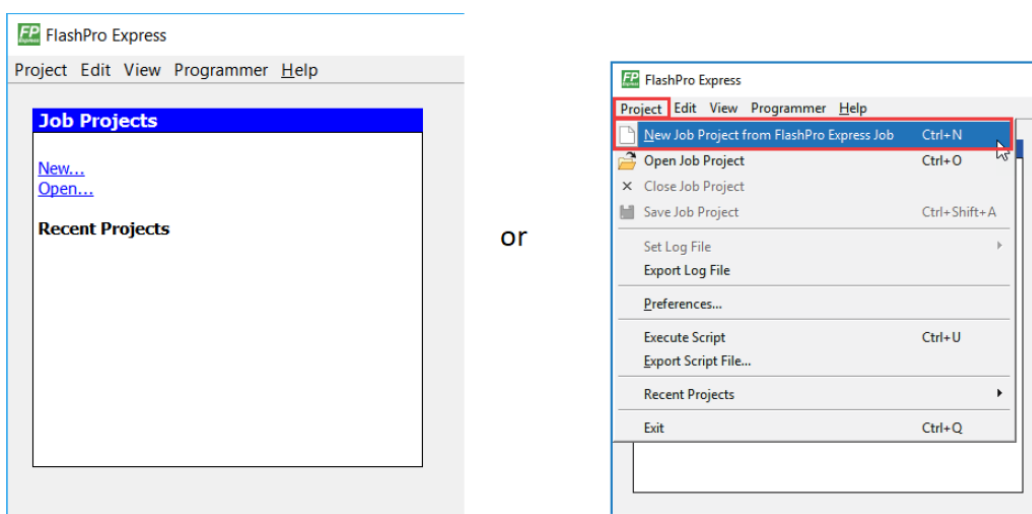 FP FlashPro Express
Project Edit View Programmer Help
Job Projects
New...
Open...
Recent Projects
or
FP FlashPro Express
Project Edit View Programmer Help
New Job Project from FlashPro Express Job Ctrl+N
Open Job Project Ctrl+O
Close Job Project
Save Job Project Ctrl+Shift+A
Set Log File
Export Log File
Preferences...
Execute Script Ctrl+U
Export Script File...
Recent Projects
Exit Ctrl+Q